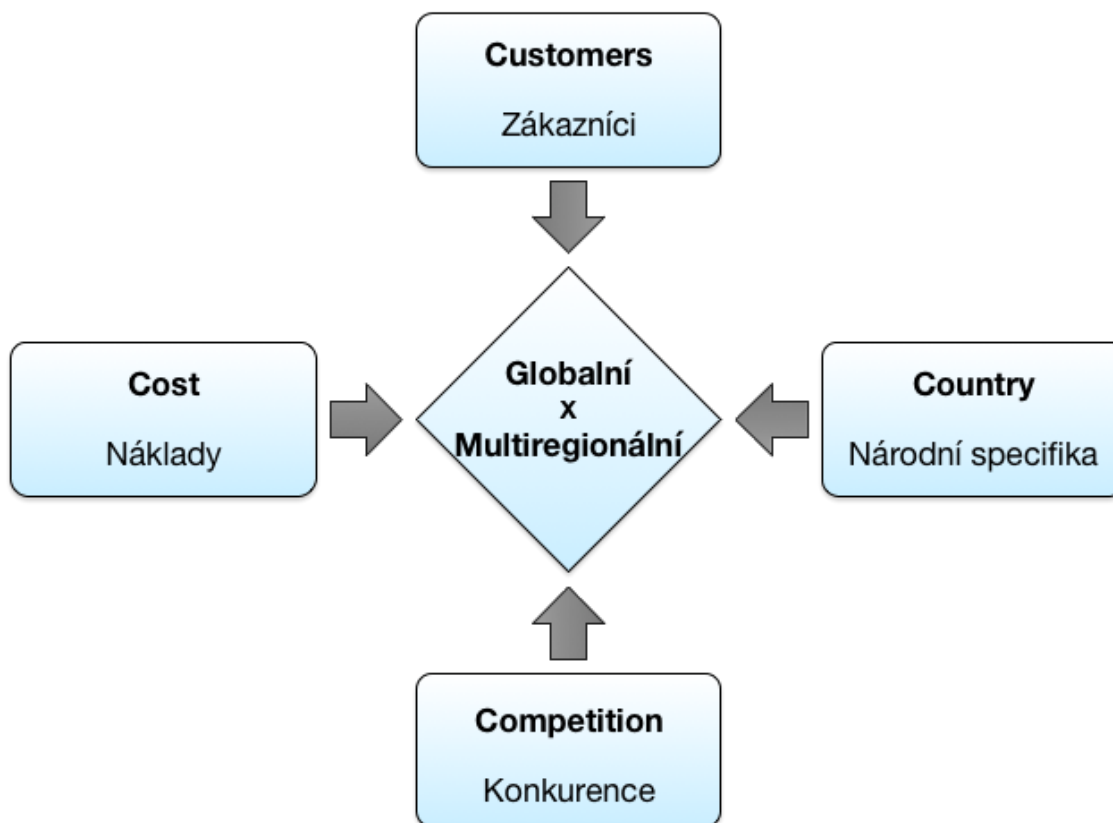 Customers
Zákazníci
Cost
Náklady
Globalní
x
Multiregionální
Country
Národní specifika
Competition
Konkurence